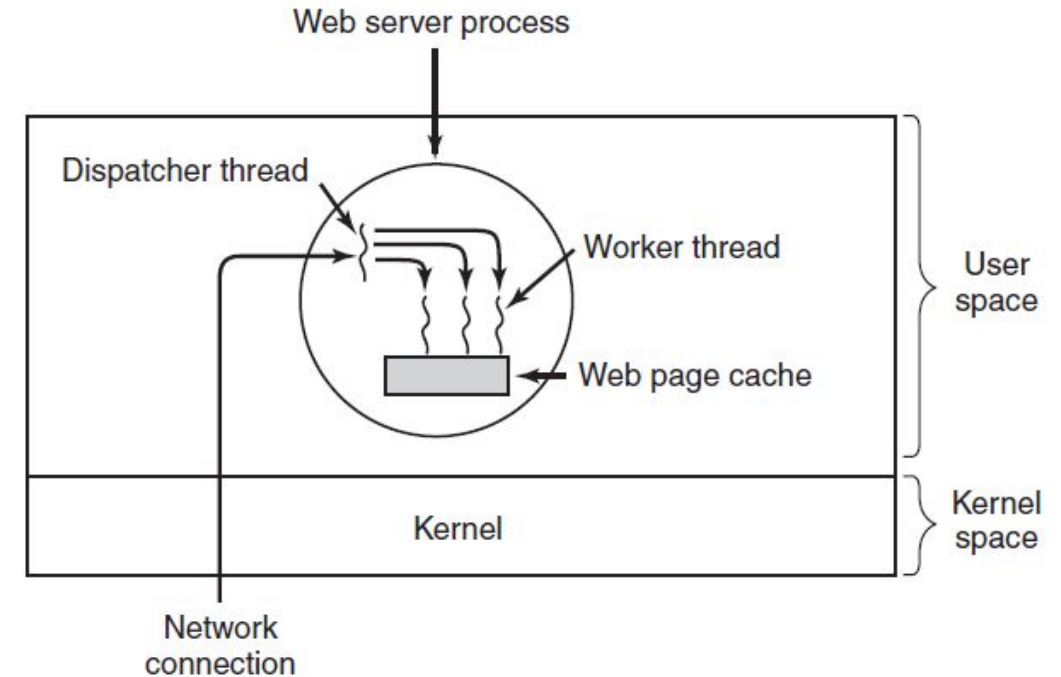 Web server process
Dispatcher thread
Worker thread
User
space
Web page cache
Kernel
Kernel
space
Network
connection